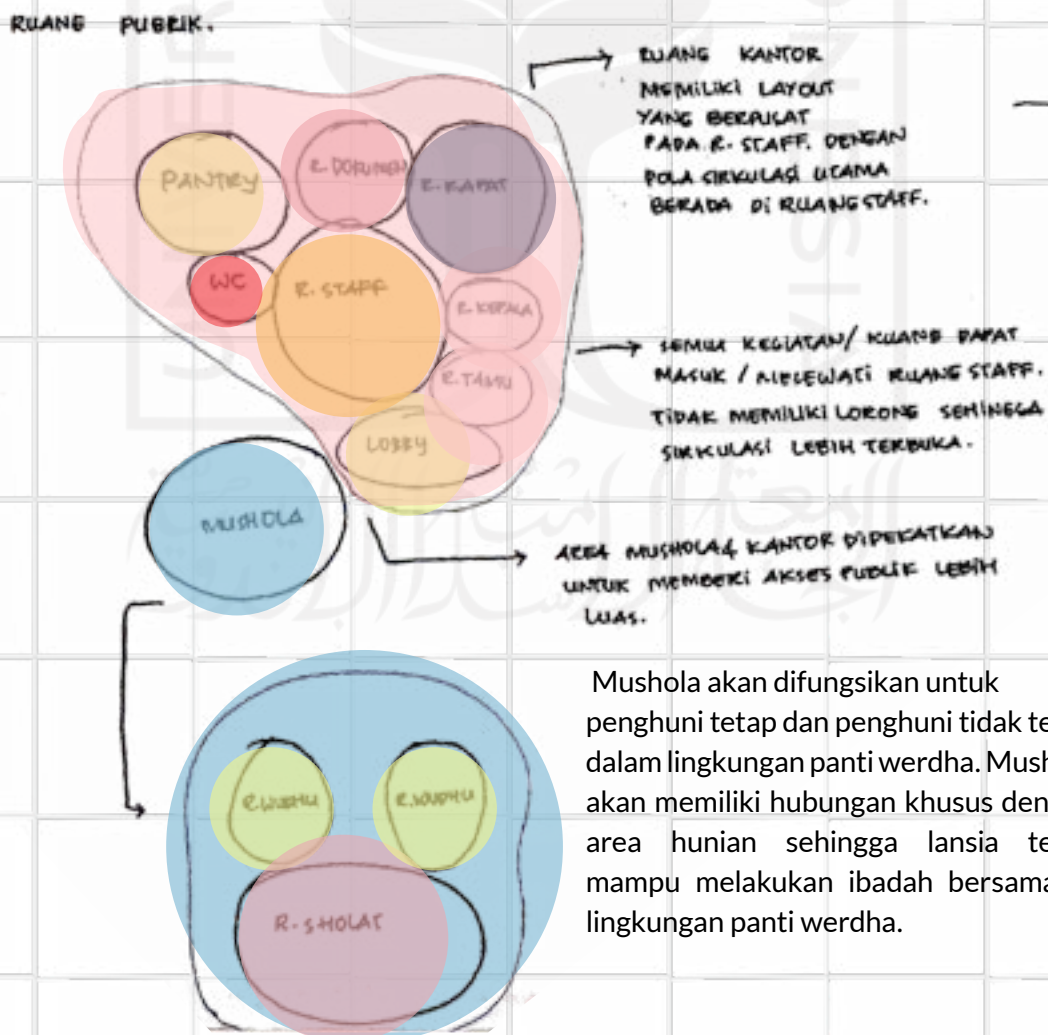 RUANG PUBLIK.
RUANG KANTOR
MEMILIKI LAYOUT
YANG BERPUSAT
PADA R. STAFF. DENGAN
POLA SIRKULASI UTAMA
BERADA DI RUANG STAFF.
PANTRY
R. DOKUMEN
R. RAPAT
WC
R. STAFF
R. KEPALA
R. TAMU
LOBBY
SEMUA KEGIATAN/ RUANG DAPAT
MASUK / MELEWATI RUANG STAFF.
TIDAK MEMILIKI LORONG SEHINGGA
SIRKULASI LEBIH TERBUKA.
MUSHOLA
AREA MUSHOLA & KANTOR DIDEKATKAN
UNTUK MEMBERI AKSES PUBLIK LEBIH
LUAS.
Mushola akan difungsikan untuk
penghuni tetap dan penghuni tidak te
dalam lingkungan panti werdha. Mush
akan memiliki hubungan khusus den
area hunian sehingga lansia te
mampu melakukan ibadah bersama
lingkungan panti werdha.
R. WUDHU
R. WUDHU
R. SHOLAT